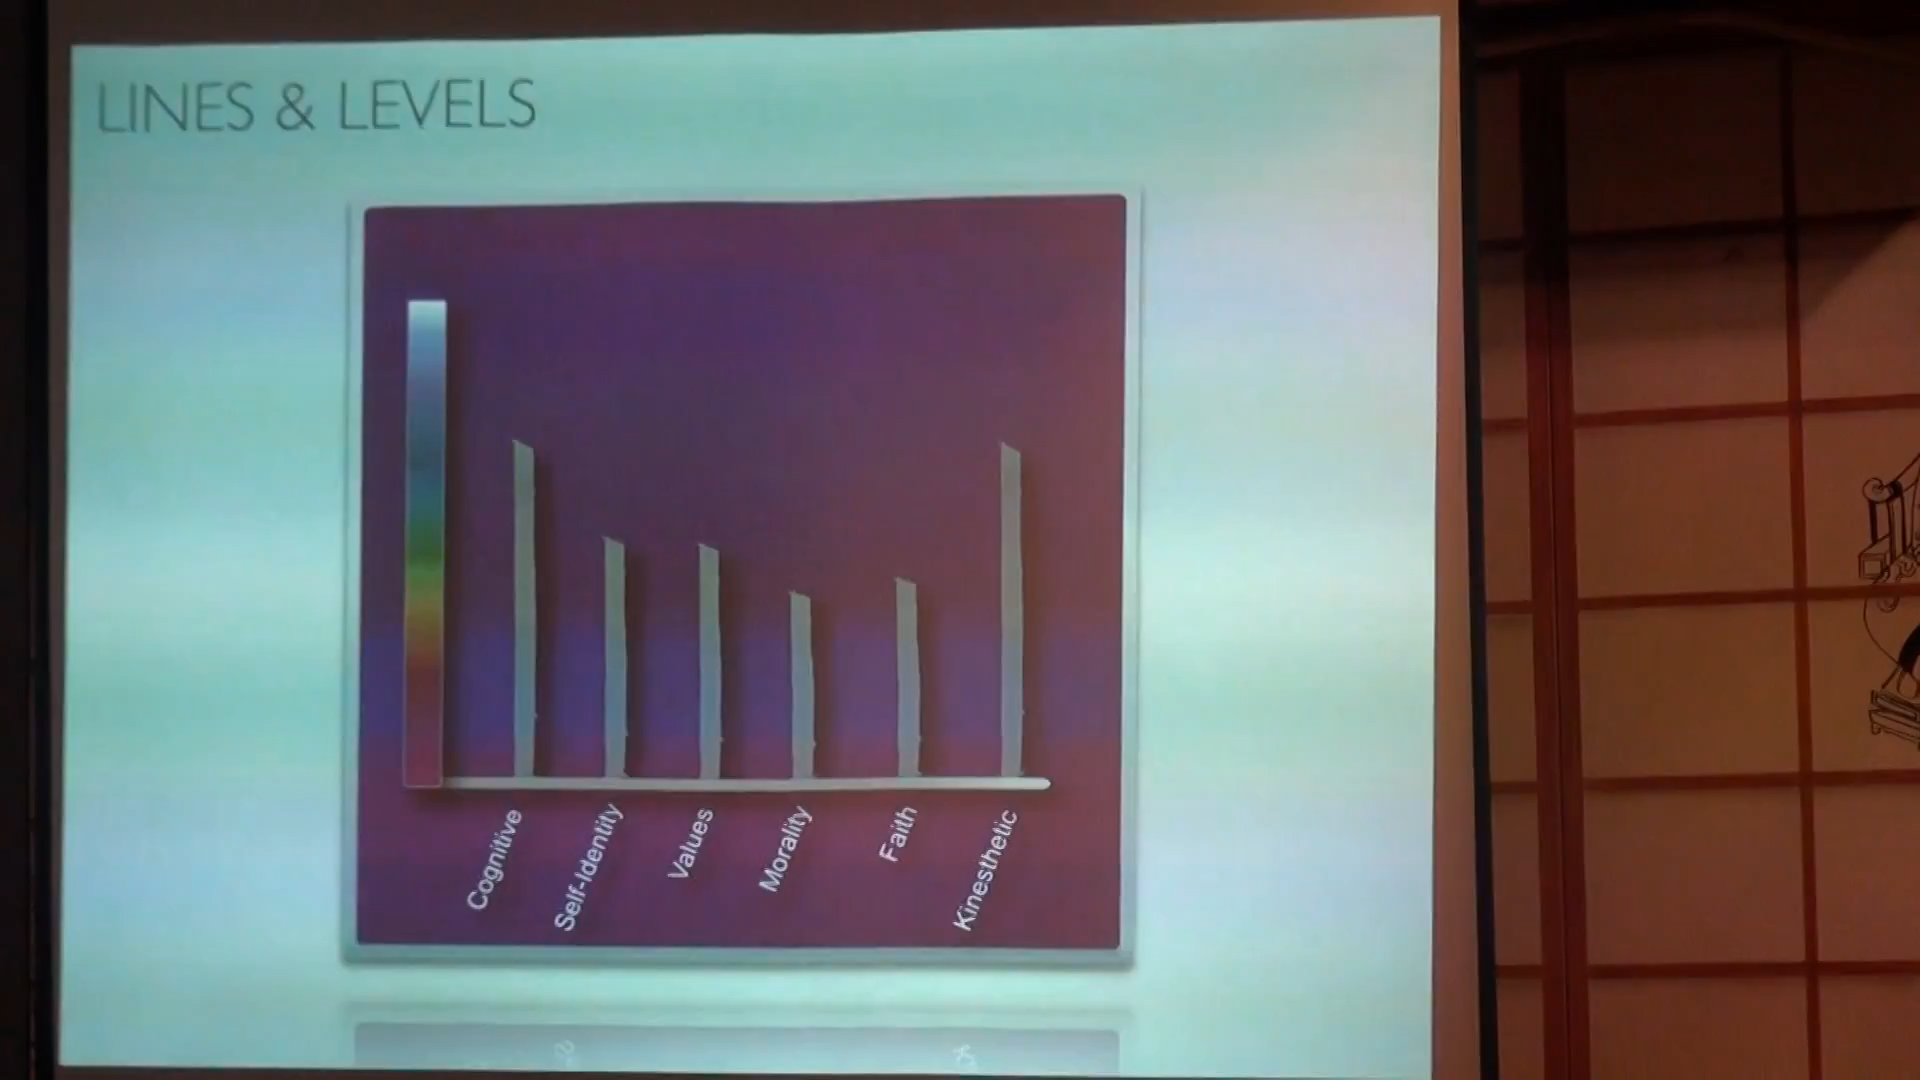 LINES & LEVELS
Cognitive
Self-Identity
Values
Morality
Faith
Kinesthetic